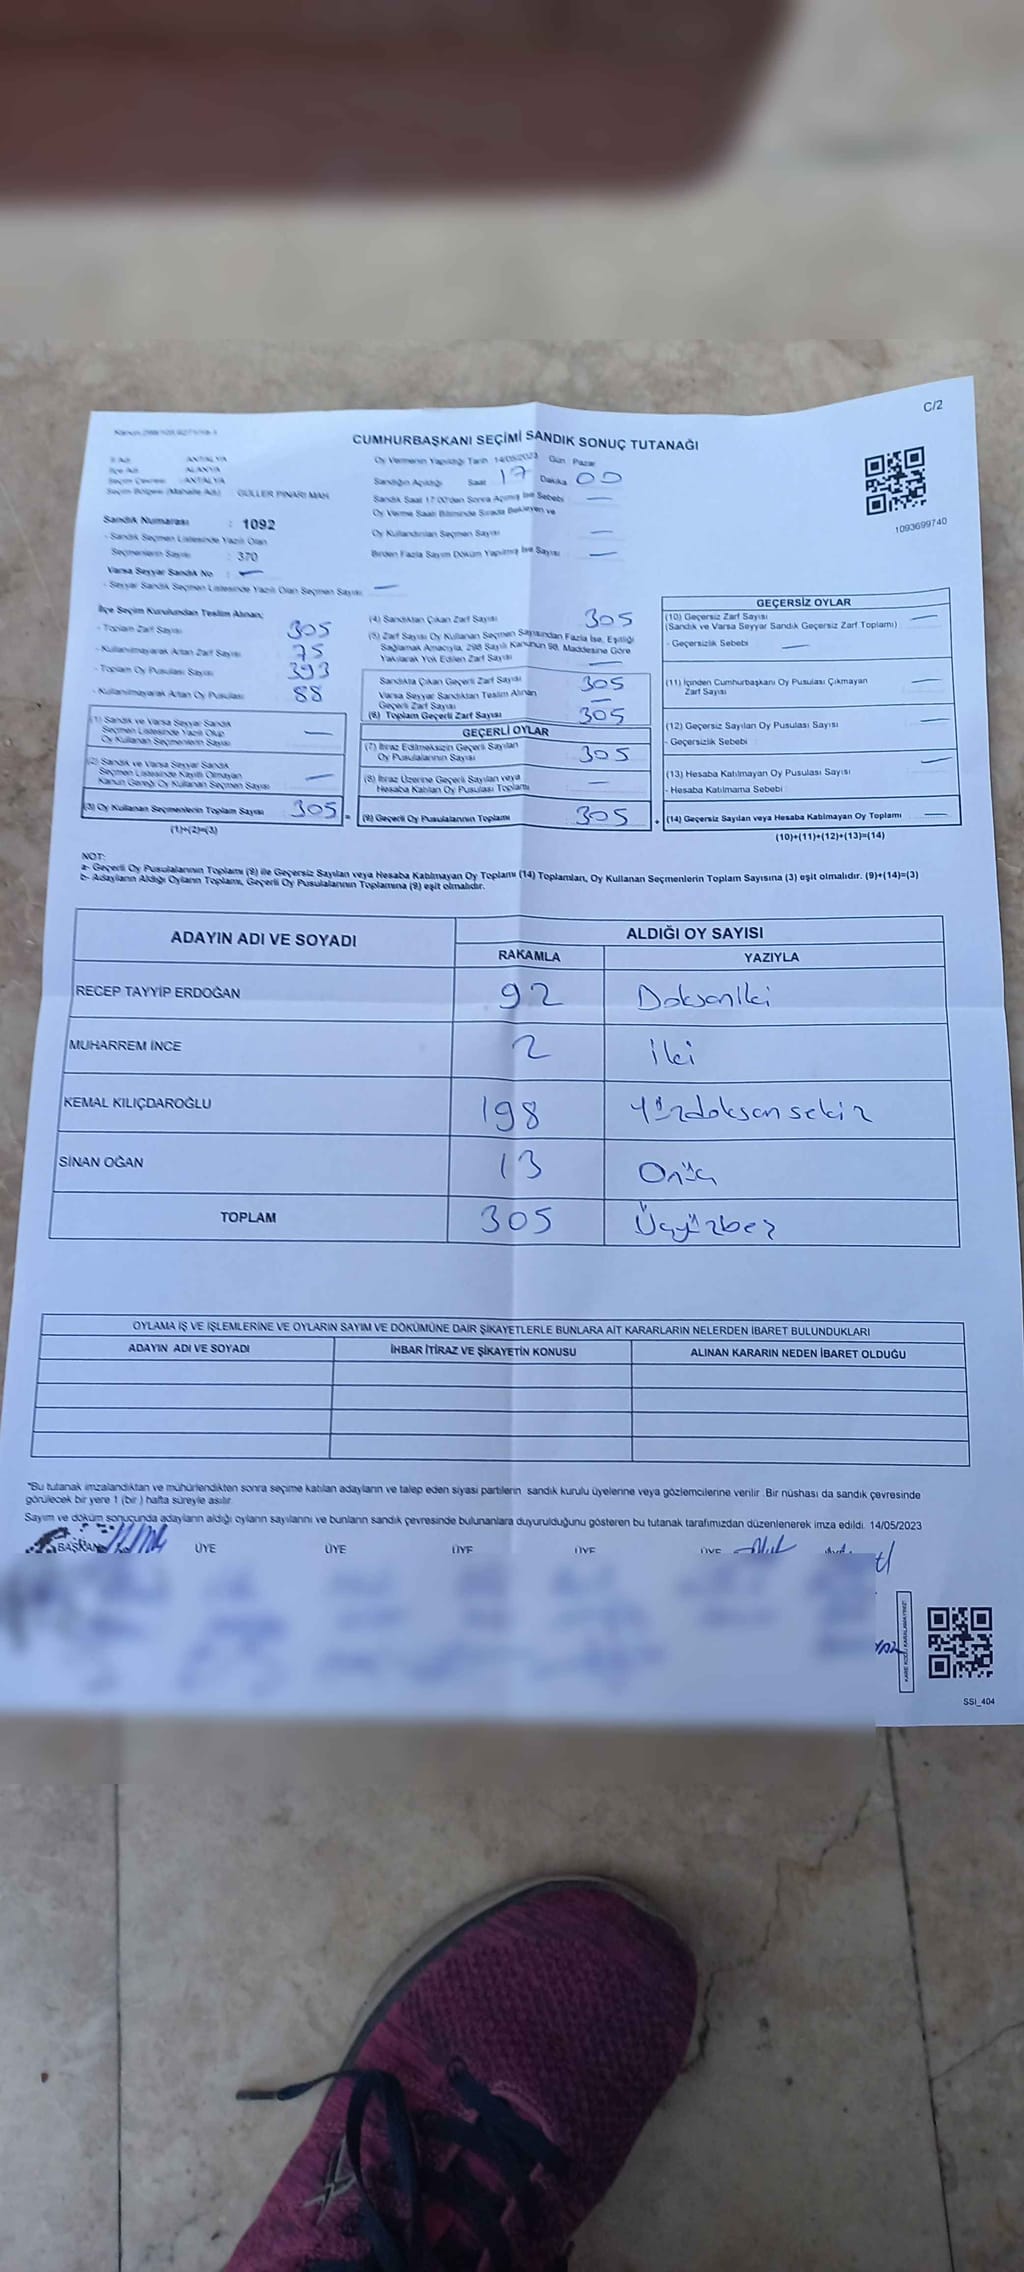 C/2
CUMHURBAŞKANI SEÇİMİ SANDIK SONUÇ TUTANAĞI
İl Adı : ANTALYA
İlçe Adı : ALANYA
Seçim Çevresi : ANTALYA
Seçim Bölgesi (Mahalle Adı) : GÜLLER PINARI MAH.
Sandık Numarası : 1092
- Sandık Seçmen Listesinde Yazılı Olan
Seçmenlerin Sayısı : 370
Varsa Seyyar Sandık No : —
- Seyyar Sandık Seçmen Listesinde Yazılı Olan Seçmen Sayısı —
Oy Vermenin Yapıldığı Tarih 14/05/2023 Gün : Pazar
Sandığın Açıldığı Saat 17 Dakika 00
Sandık Saat 17:00'den Sonra Açılmış İse Sebebi —
Oy Verme Saati Bitiminde Sırada Bekleyen ve
Oy Kullandırılan Seçmen Sayısı —
Birden Fazla Sayım Döküm Yapılmış İse Sayısı —
1093699740
İlçe Seçim Kurulundan Teslim Alınan;
- Toplam Zarf Sayısı 305
- Kullanılmayarak Artan Zarf Sayısı 75
- Toplam Oy Pusulası Sayısı 393
- Kullanılmayarak Artan Oy Pusulası 88
(1) Sandık ve Varsa Seyyar Sandık
Seçmen Listesinde Yazılı Olup
Oy Kullanan Seçmenlerin Sayısı —
(2) Sandık ve Varsa Seyyar Sandık
Seçmen Listesinde Kayıtlı Olmayan
Kanun Gereği Oy Kullanan Seçmen Sayısı —
(3) Oy Kullanan Seçmenlerin Toplam Sayısı 305 =
(1)+(2)=(3)
(4) Sandıktan Çıkan Zarf Sayısı 305
(5) Zarf Sayısı Oy Kullanan Seçmen Sayısından Fazla İse, Eşitliği
Sağlamak Amacıyla, 298 Sayılı Kanunun 98. Maddesine Göre
Yakılarak Yok Edilen Zarf Sayısı —
Sandıkta Çıkan Geçerli Zarf Sayısı 305
Varsa Seyyar Sandıktan Teslim Alınan
Geçerli Zarf Sayısı —
(6) Toplam Geçerli Zarf Sayısı 305
GEÇERLİ OYLAR
(7) İtiraz Edilmeksizin Geçerli Sayılan
Oy Pusulalarının Sayısı 305
(8) İtiraz Üzerine Geçerli Sayılan veya
Hesaba Katılan Oy Pusulası Toplamı —
(9) Geçerli Oy Pusulalarının Toplamı 305 +
GEÇERSİZ OYLAR
(10) Geçersiz Zarf Sayısı —
(Sandık ve Varsa Seyyar Sandık Geçersiz Zarf Toplamı)
- Geçersizlik Sebebi —
(11) İçinden Cumhurbaşkanı Oy Pusulası Çıkmayan
Zarf Sayısı —
(12) Geçersiz Sayılan Oy Pusulası Sayısı —
- Geçersizlik Sebebi
(13) Hesaba Katılmayan Oy Pusulası Sayısı —
- Hesaba Katılmama Sebebi
(14) Geçersiz Sayılan veya Hesaba Katılmayan Oy Toplamı —
(10)+(11)+(12)+(13)=(14)
NOT:
a- Geçerli Oy Pusulalarının Toplamı (9) ile Geçersiz Sayılan veya Hesaba Katılmayan Oy Toplamı (14) Toplamları, Oy Kullanan Seçmenlerin Toplam Sayısına (3) eşit olmalıdır. (9)+(14)=(3)
b- Adayların Aldığı Oyların Toplamı, Geçerli Oy Pusulalarının Toplamına (9) eşit olmalıdır.
ADAYIN ADI VE SOYADI ALDIĞI OY SAYISI
RAKAMLA YAZIYLA
RECEP TAYYİP ERDOĞAN 92 Doksaniki
MUHARREM İNCE 2 iki
KEMAL KILIÇDAROĞLU 198 Yüzdoksansekiz
SİNAN OĞAN 13 Onüç
TOPLAM 305 Üçyüzbeş
OYLAMA İŞ VE İŞLEMLERİNE VE OYLARIN SAYIM VE DÖKÜMÜNE DAİR ŞİKAYETLERLE BUNLARA AİT KARARLARIN NELERDEN İBARET BULUNDUKLARI
ADAYIN ADI VE SOYADI İHBAR İTİRAZ VE ŞİKAYETİN KONUSU ALINAN KARARIN NEDEN İBARET OLDUĞU
*Bu tutanak imzalandıktan ve mühürlendikten sonra seçime katılan adayların ve talep eden siyasi partilerin sandık kurulu üyelerine veya gözlemcilerine verilir. Bir nüshası da sandık çevresinde
görülecek bir yere 1 (bir) hafta süreyle asılır.
Sayım ve döküm sonucunda adayların aldığı oyların sayılarını ve bunların sandık çevresinde bulunanlara duyurulduğunu gösteren bu tutanak tarafımızdan düzenlenerek imza edildi. 14/05/2023
BAŞKAN ÜYE ÜYE ÜYE ÜYE ÜYE
KARE KODU KARALAMAYINIZ!
SSİ_404